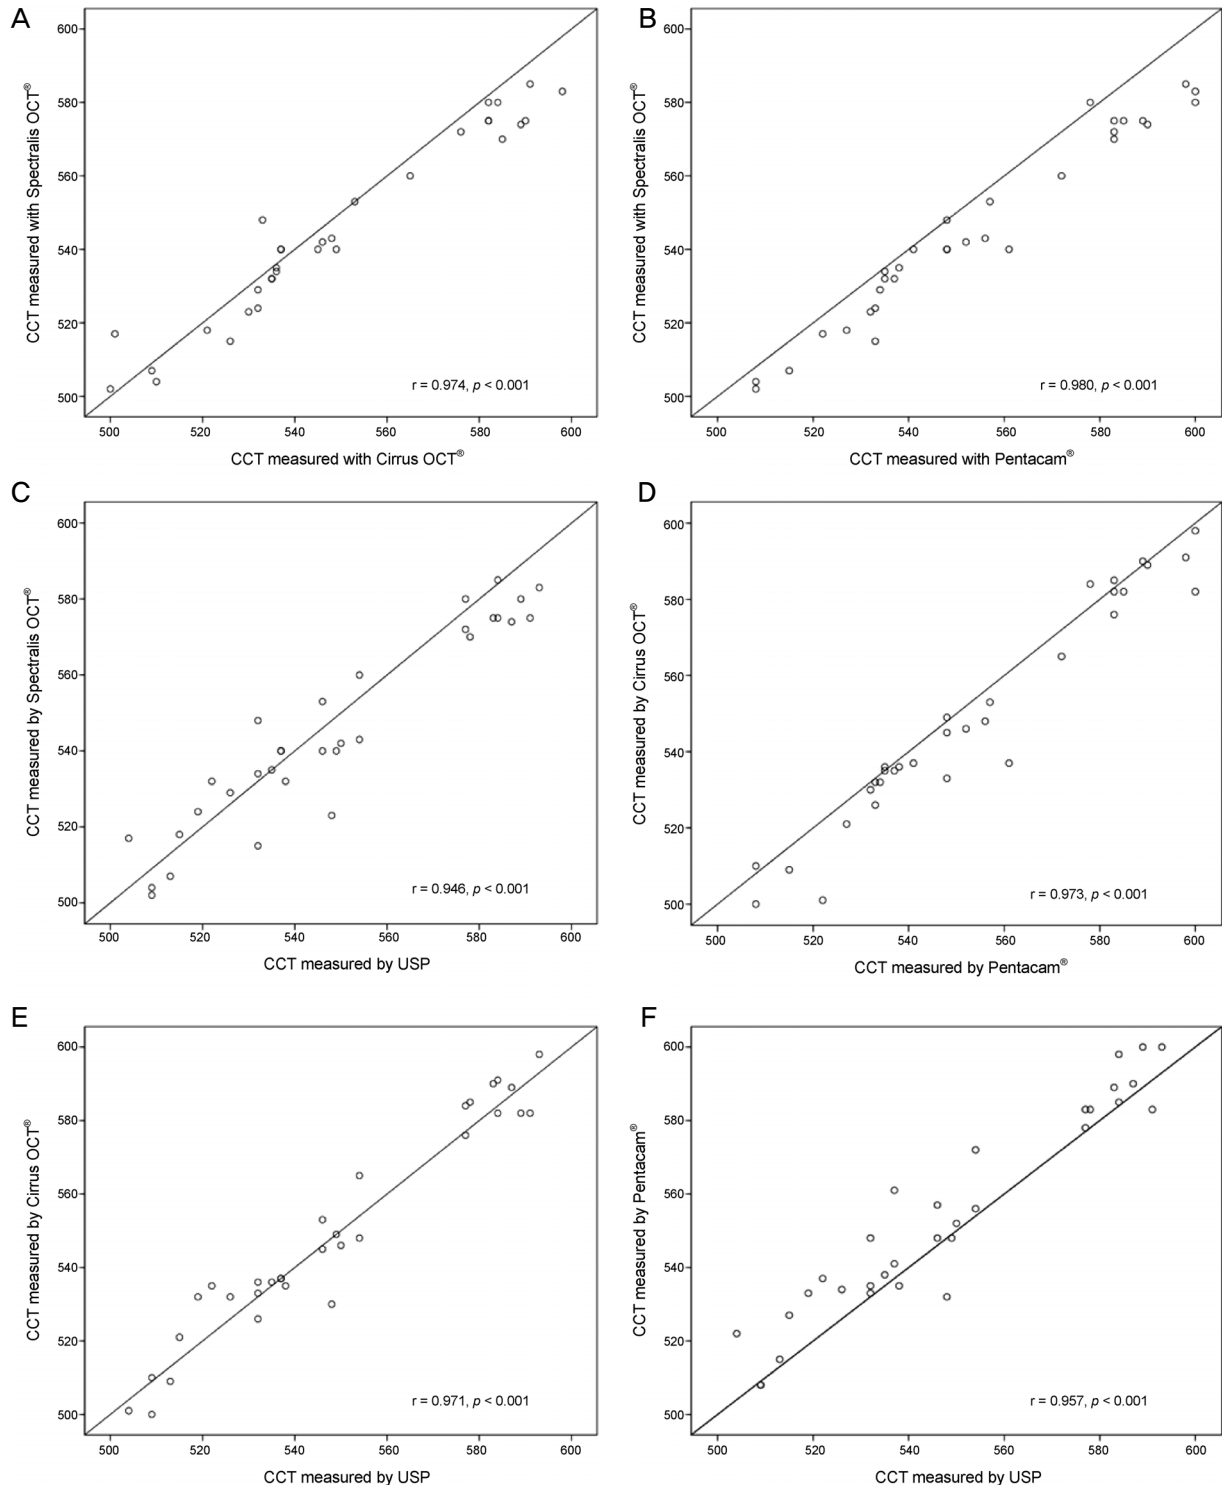 A
CCT measured with Spectralis OCT®
600
580
560
540
520
500
r = 0.974, p < 0.001
500 520 540 560 580 600
CCT measured with Cirrus OCT®
B
CCT measured with Spectralis OCT®
600
580
560
540
520
500
r = 0.980, p < 0.001
500 520 540 560 580 600
CCT measured with Pentacam®
C
CCT measured by Spectralis OCT®
600
580
560
540
520
500
r = 0.946, p < 0.001
500 520 540 560 580 600
CCT measured by USP
D
CCT measured by Cirrus OCT®
600
580
560
540
520
500
r = 0.973, p < 0.001
500 520 540 560 580 600
CCT measured by Pentacam®
E
CCT measured by Cirrus OCT®
600
580
560
540
520
500
r = 0.971, p < 0.001
500 520 540 560 580 600
CCT measured by USP
F
CCT measured by Pentacam®
600
580
560
540
520
500
r = 0.957, p < 0.001
500 520 540 560 580 600
CCT measured by USP